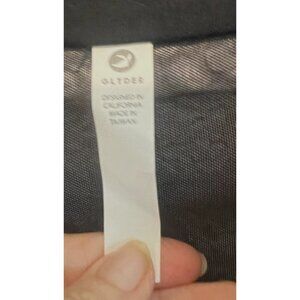 GLYDER
DESIGNED IN
CALIFORNIA
MADE IN
TAIWAN